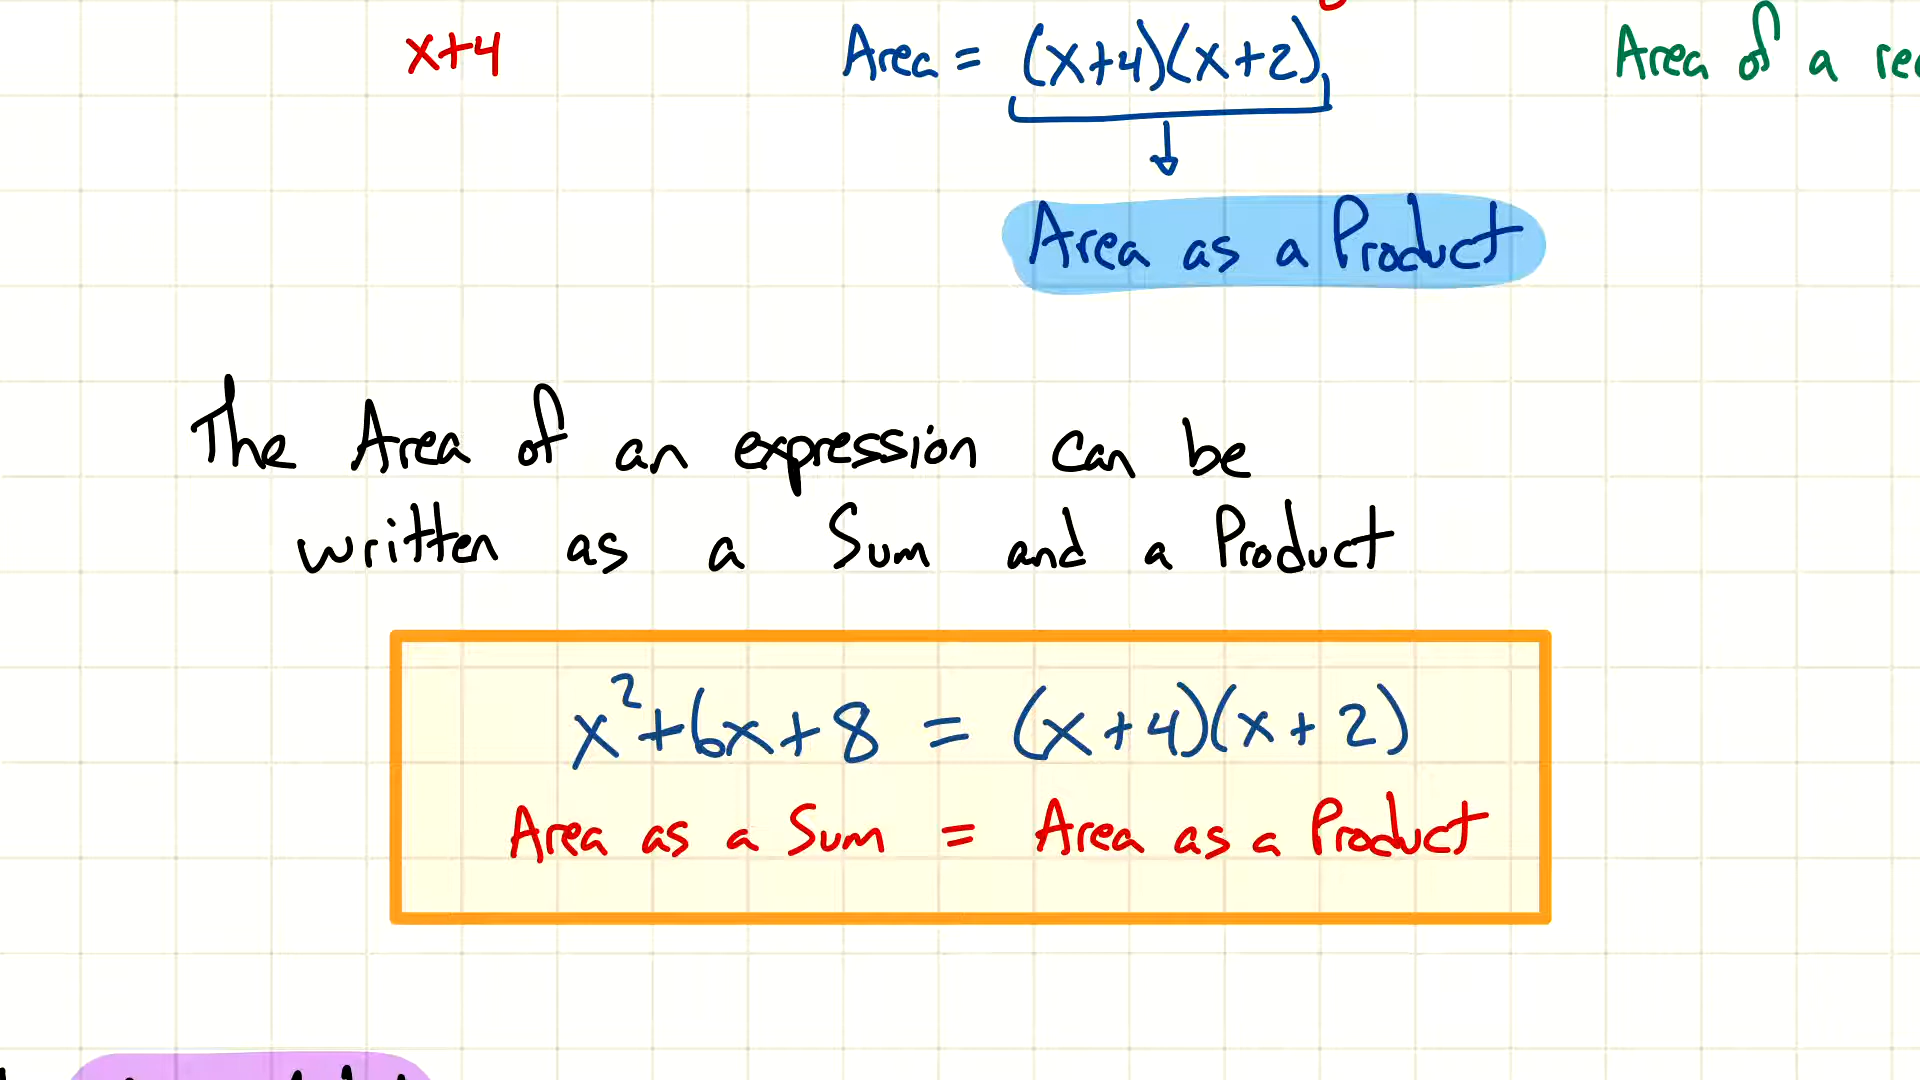 x+4
Area = (x+4)(x+2)
Area of a
Area as a Product
The Area of an expression can be
written as a Sum and a Product
x²+6x+8 = (x+4)(x+2)
Area as a Sum = Area as a Product